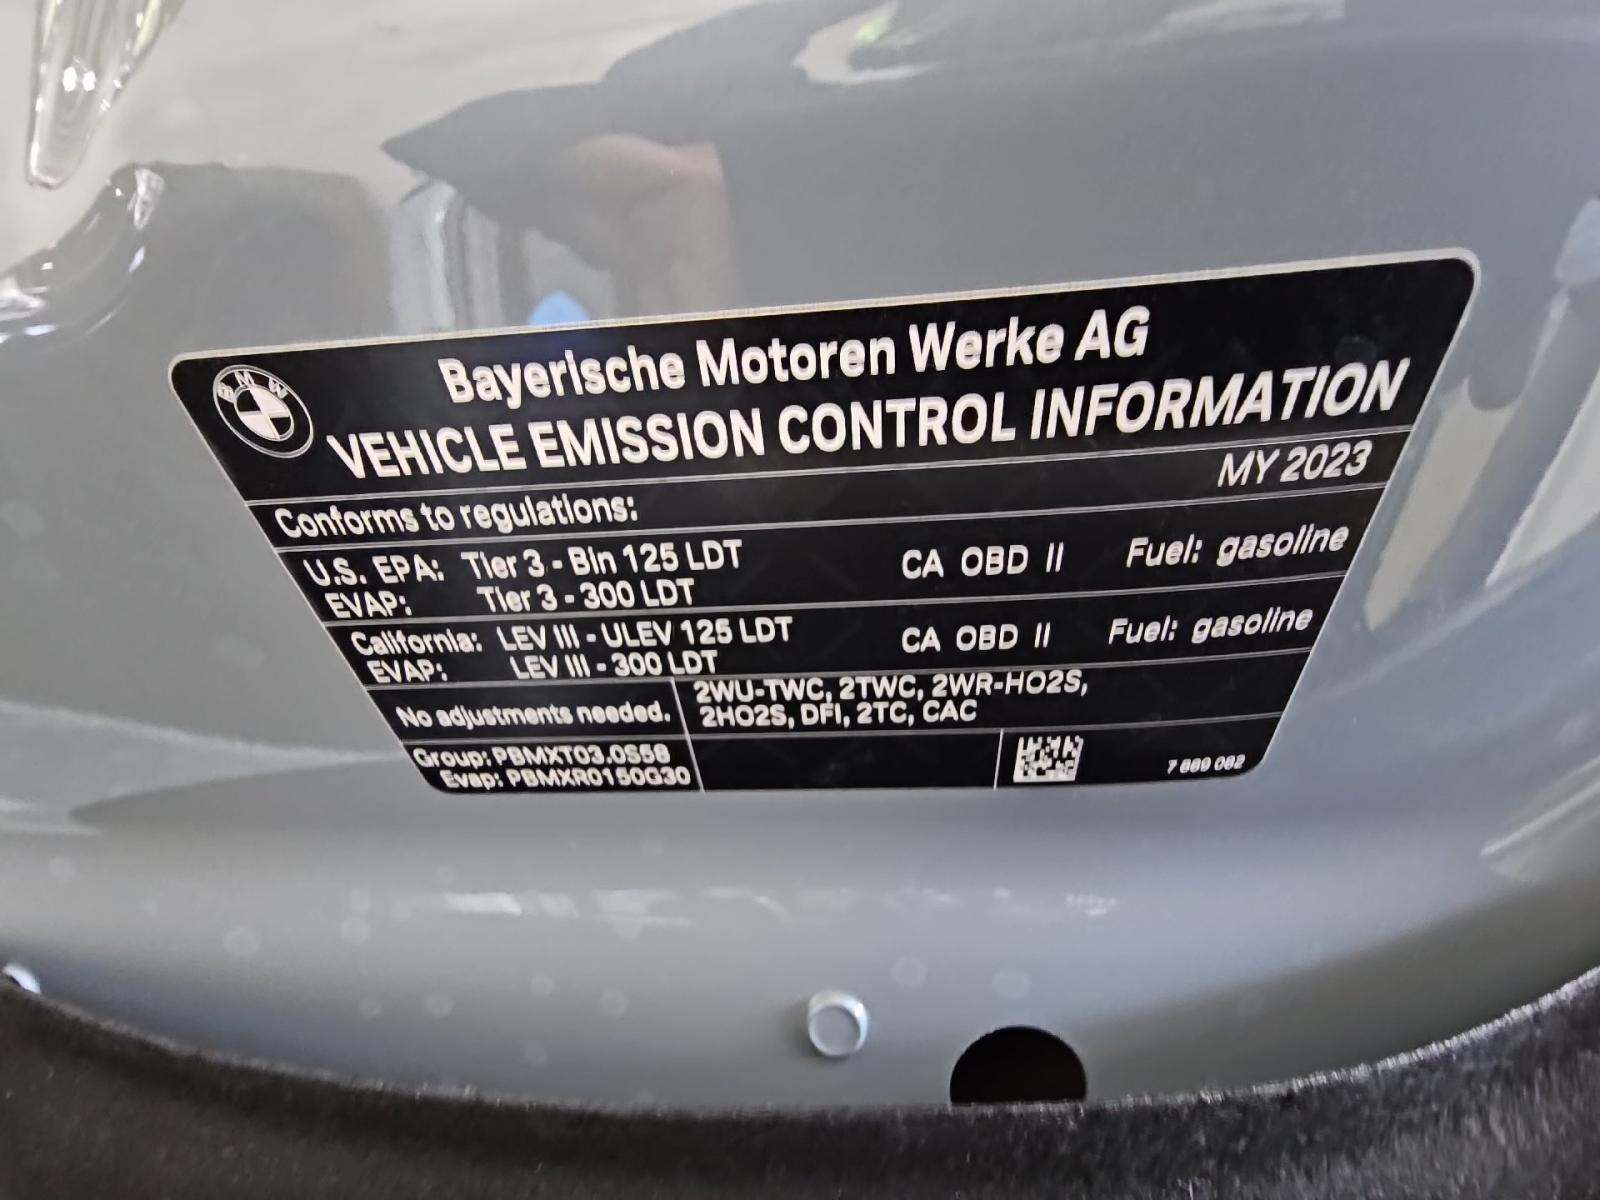 BMW
Bayerische Motoren Werke AG
VEHICLE EMISSION CONTROL INFORMATION
MY 2023
Conforms to regulations:
U.S. EPA: Tier 3 - Bin 125 LDT CA OBD II Fuel: gasoline
EVAP: Tier 3 - 300 LDT
California: LEV III - ULEV 125 LDT CA OBD II Fuel: gasoline
EVAP: LEV III - 300 LDT
No adjustments needed. 2WU-TWC, 2TWC, 2WR-HO2S,
2HO2S, DFI, 2TC, CAC
Group: PBMXT03.0S58
Evap: PBMXR0150G30